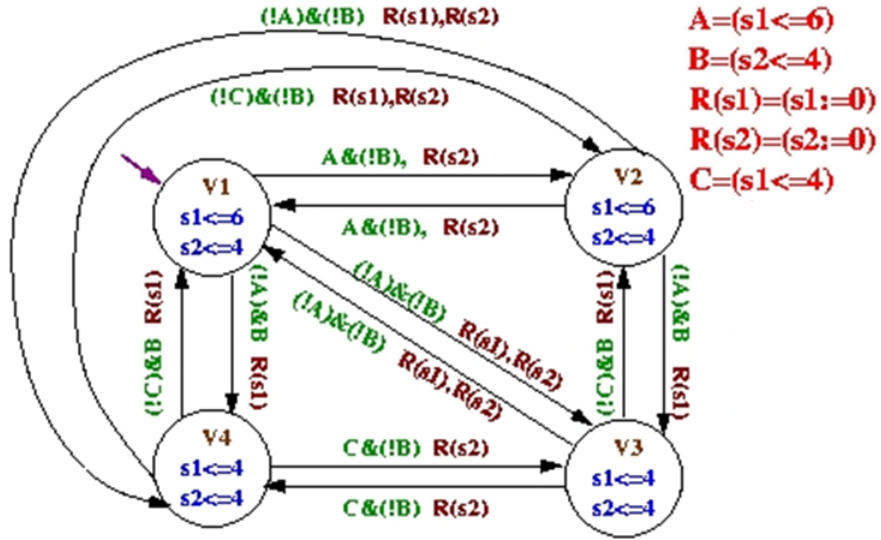 (!A)&(!B) R(s1),R(s2)
A=(s1<=6)
B=(s2<=4)
R(s1)=(s1:=0)
R(s2)=(s2:=0)
C=(s1<=4)
(!C)&(!B) R(s1),R(s2)
A&(!B), R(s2)
V1
s1<=6
s2<=4
V2
s1<=6
s2<=4
A&(!B), R(s2)
(!A)&(!B) R(s1),R(s2)
(!A)&(!B) R(s1),R(s2)
(!C)&B R(s1)
(!A)&B R(s1)
(!C)&B R(s1)
(!A)&B R(s1)
V4
s1<=4
s2<=4
C&(!B) R(s2)
C&(!B) R(s2)
V3
s1<=4
s2<=4